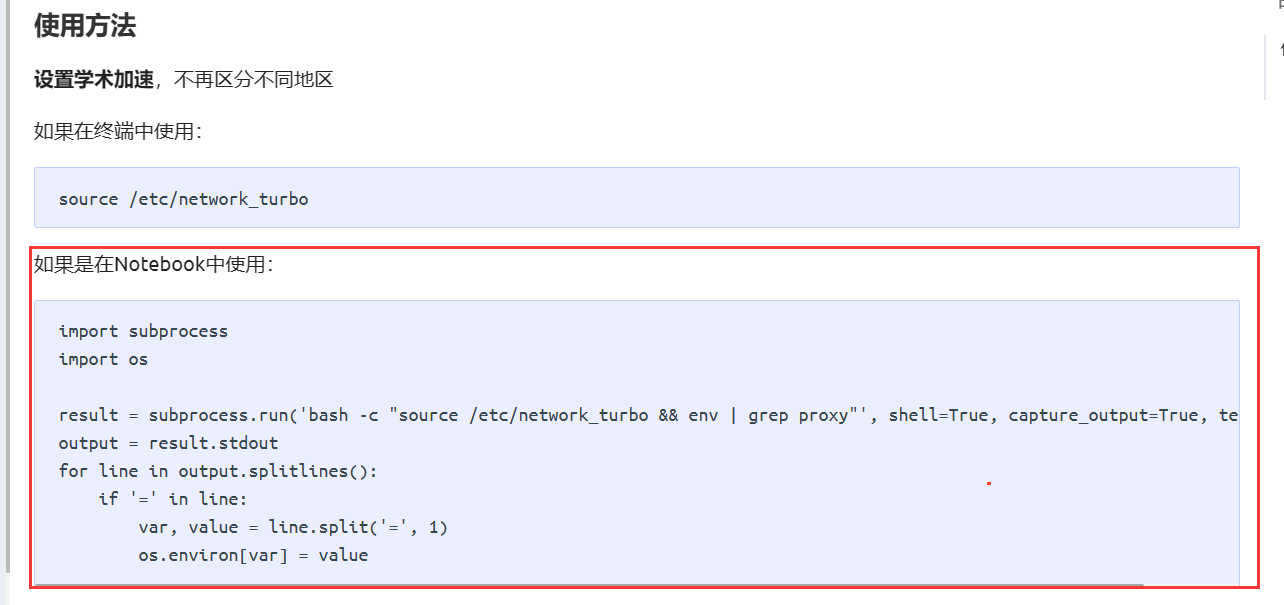 使用方法
设置学术加速，不再区分不同地区
如果在终端中使用：
source /etc/network_turbo
如果是在Notebook中使用：
import subprocess
import os
result = subprocess.run('bash -c "source /etc/network_turbo && env | grep proxy"', shell=True, capture_output=True, te
output = result.stdout
for line in output.splitlines():
    if '=' in line:
        var, value = line.split('=', 1)
        os.environ[var] = value